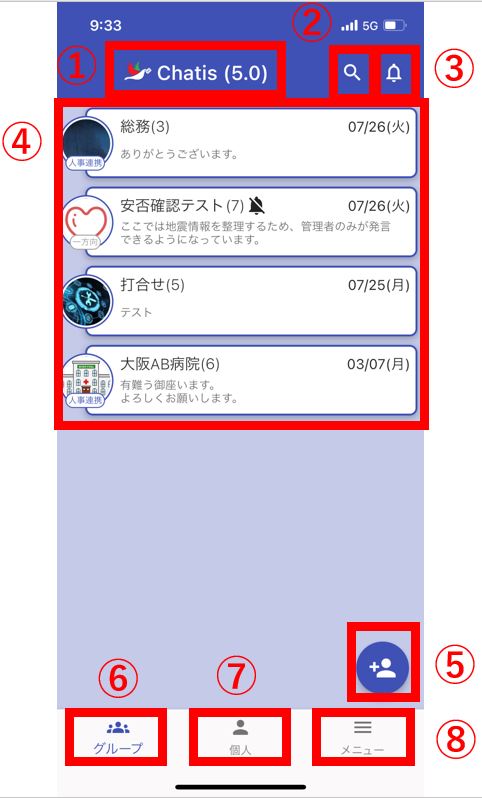 9:33
②
5G
①
Chatis (5.0)
③
④
総務(3)
07/26(火)
ありがとうございます。
人事連携
安否確認テスト(7)
07/26(火)
ここでは地震情報を整理するため、管理者のみが発言
できるようになっています。
一方向
打合せ(5)
07/25(月)
テスト
大阪AB病院(6)
03/07(月)
有難う御座います。
よろしくお願いします。
人事連携
⑤
⑥
⑦
⑧
グループ
個人
メニュー